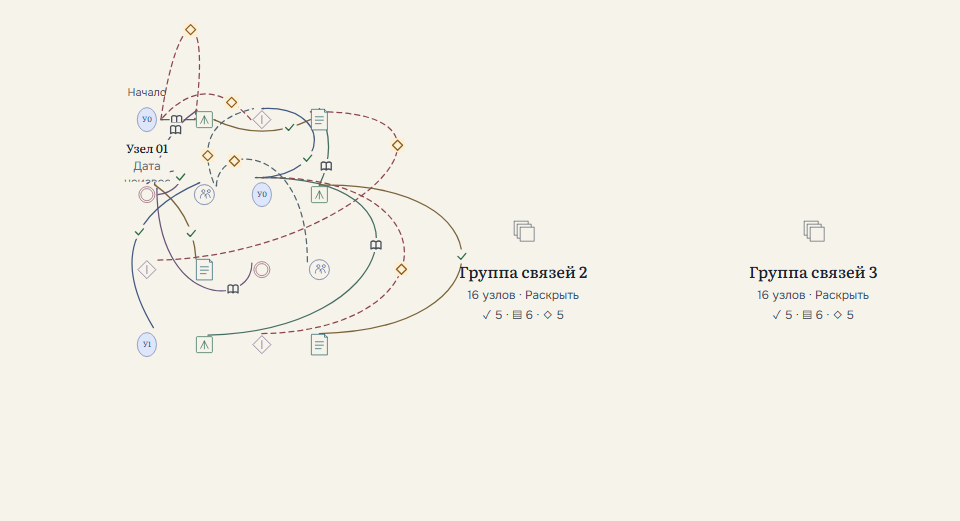 Начало
У0
Узел 01
Дата
У0
Группа связей 2
16 узлов · Раскрыть
✓ 5 · ▤ 6 · ◇ 5
Группа связей 3
16 узлов · Раскрыть
✓ 5 · ▤ 6 · ◇ 5
У1